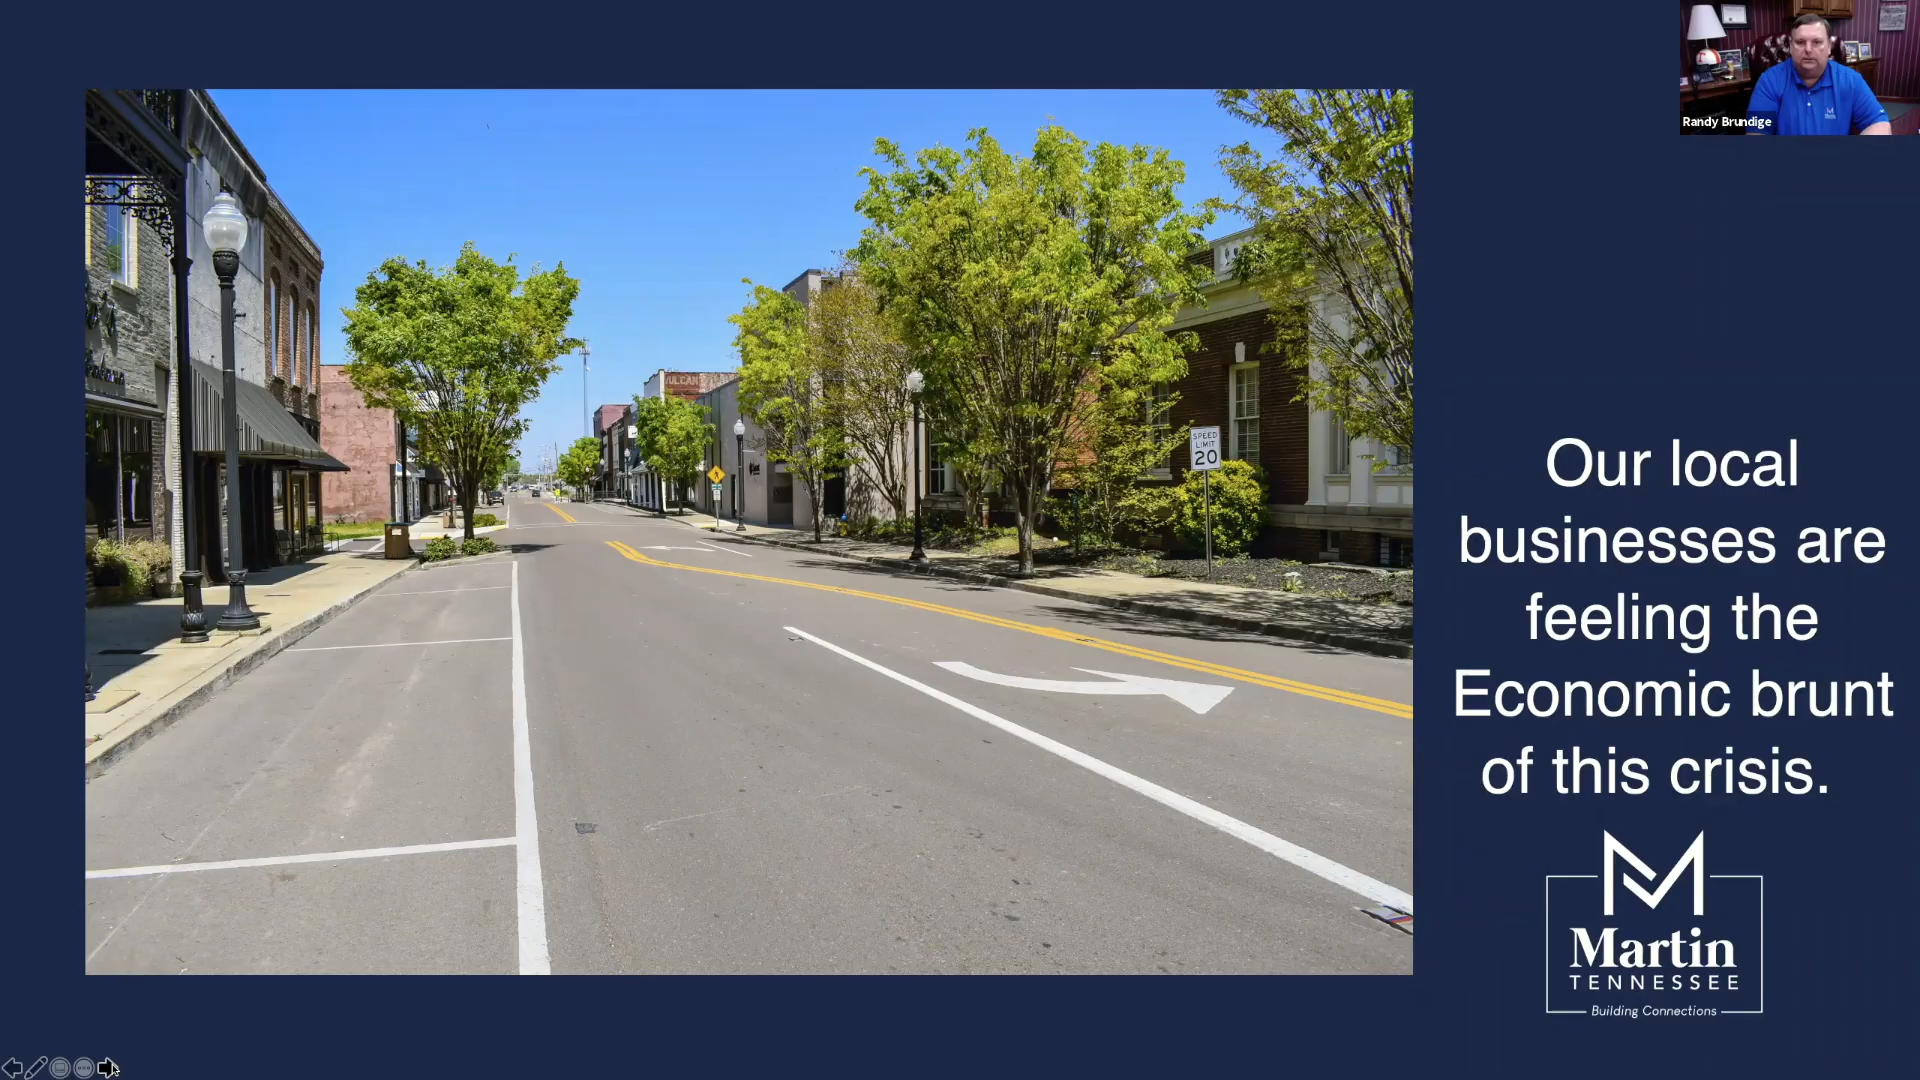 Randy Brundige
VULCAN
SPEED
LIMIT
20
Our local
businesses are
feeling the
Economic brunt
of this crisis.
M
Martin
TENNESSEE
Building Connections